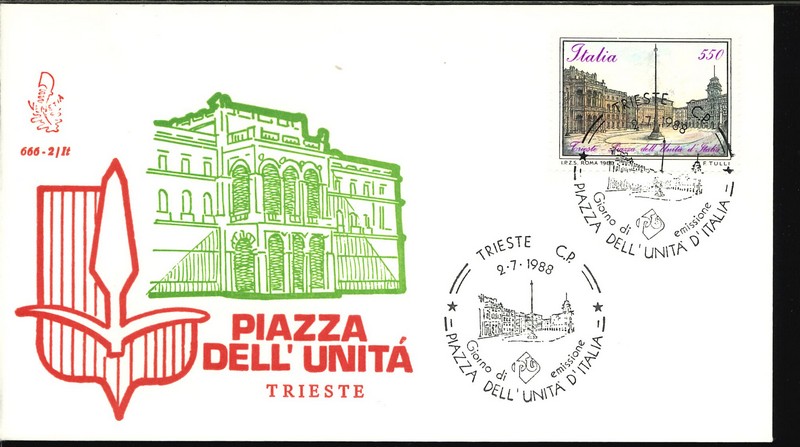 666-2/It
PIAZZA
DELL' UNITÁ
TRIESTE
Italia 550
Trieste - Piazza dell'Unità d'Italia
I.P.Z.S. ROMA 1988 F. TULLI
TRIESTE C.P.
2-7-1988
Giorno di emissione
PIAZZA DELL'UNITÀ D'ITALIA
TRIESTE C.P.
2-7-1988
Giorno di emissione
PIAZZA DELL'UNITÀ D'ITALIA